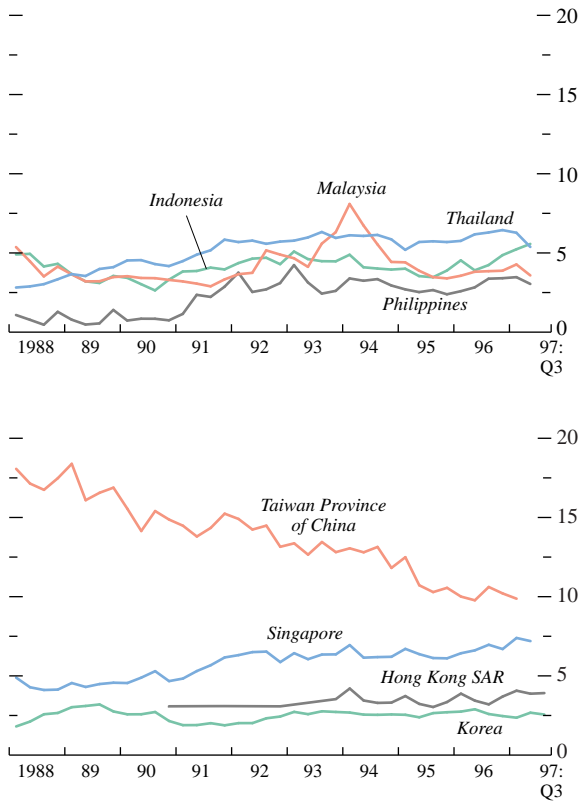 20
15
10
Malaysia
Indonesia
Thailand
5
Philippines
0
1988 89 90 91 92 93 94 95 96 97:
Q3
20
15
Taiwan Province
of China
10
Singapore
Hong Kong SAR
5
Korea
0
1988 89 90 91 92 93 94 95 96 97:
Q3